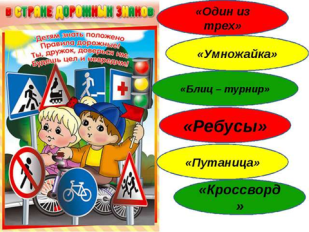 В СТРАНЕ ДОРОЖНЫХ ЗНАКОВ
Детям знать положено
Правила дорожные!
Ты, дружок, доверься им:
Будешь цел и невредим!
«Один из
трех»
«Умножайка»
«Блиц – турнир»
«Ребусы»
«Путаница»
«Кроссворд
»